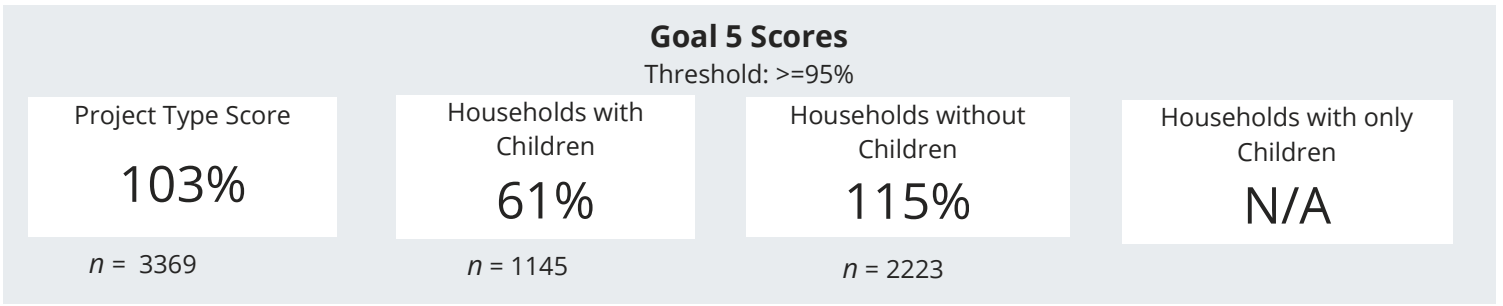 Goal 5 Scores
Threshold: >=95%
Project Type Score
103%
n = 3369
Households with
Children
61%
n = 1145
Households without
Children
115%
n = 2223
Households with only
Children
N/A